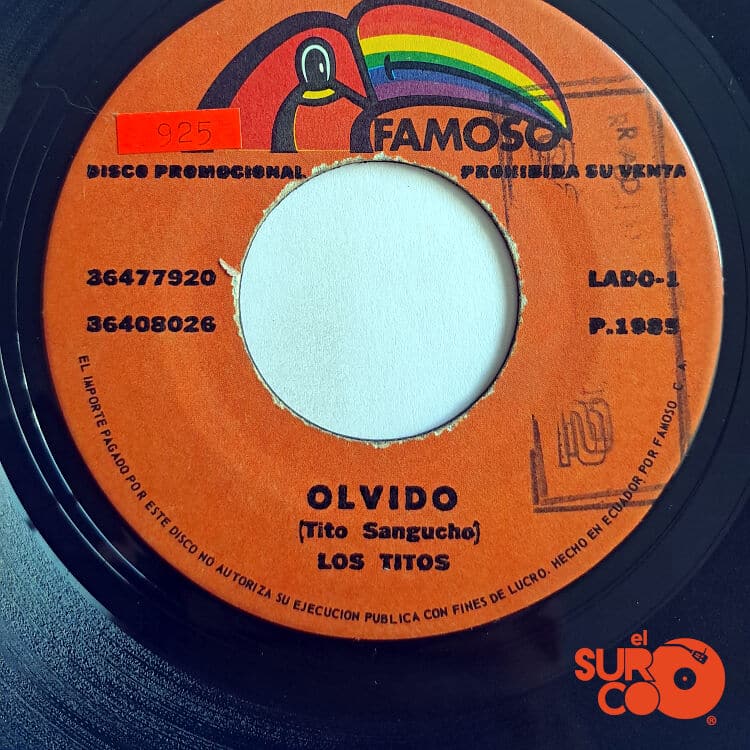 925
FAMOSO
DISCO PROMOCIONAL PROHIBIDA SU VENTA
36477920 LADO-1
36408026 P.1985
OLVIDO
(Tito Sangucho)
LOS TITOS
EL IMPORTE PAGADO POR ESTE DISCO NO AUTORIZA SU EJECUCION PUBLICA CON FINES DE LUCRO. HECHO EN ECUADOR POR FAMOSO C. A.
el
SUR
CO
®